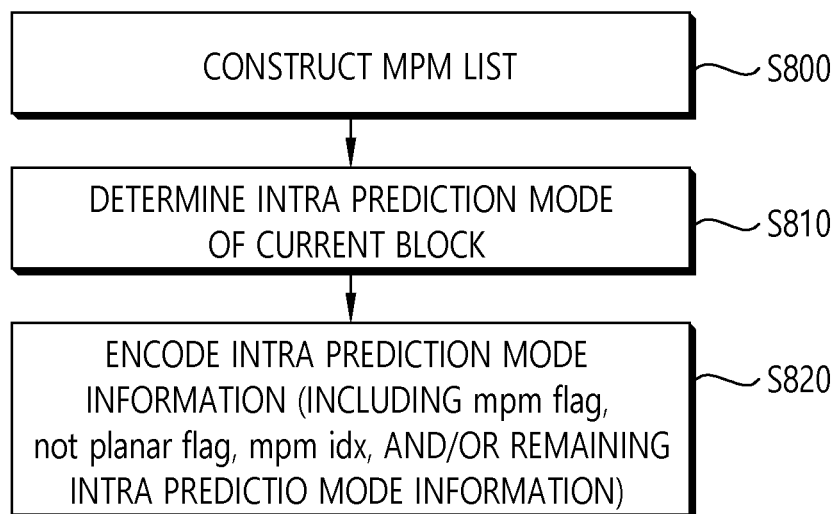 CONSTRUCT MPM LIST
S800
DETERMINE INTRA PREDICTION MODE
OF CURRENT BLOCK
S810
ENCODE INTRA PREDICTION MODE
INFORMATION (INCLUDING mpm flag,
not planar flag, mpm idx, AND/OR REMAINING
INTRA PREDICTIO MODE INFORMATION)
S820